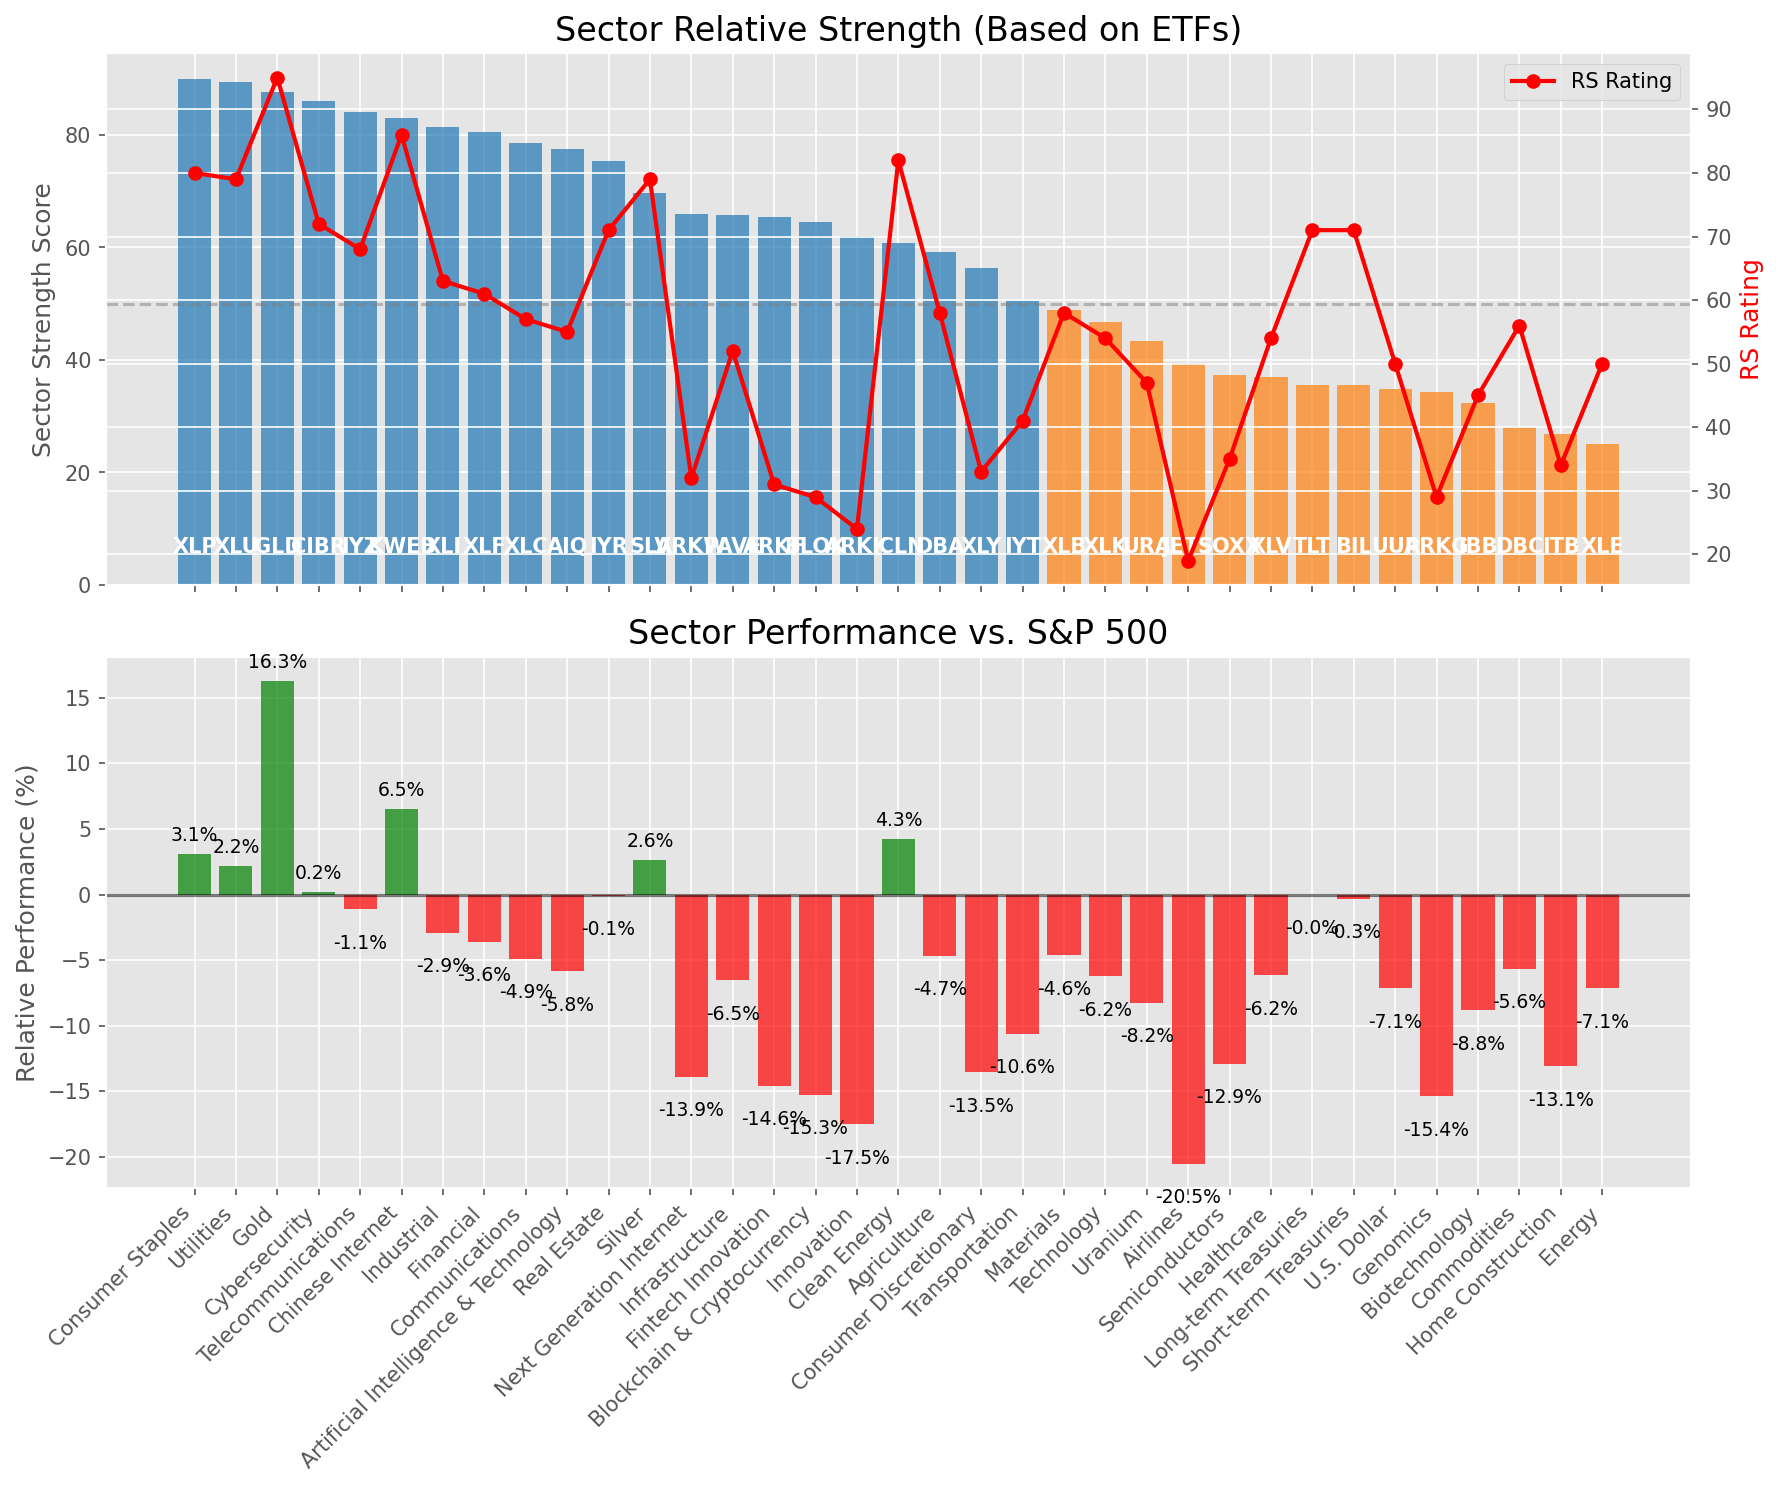 Sector Relative Strength (Based on ETFs)
RS Rating
Sector Strength Score
80
60
40
20
0
90
80
70
60
50
40
30
20
RS Rating
XLP XLU GLD CIBR IYZ KWEB XLI XLF XLC AIQ IYR SLV ARKW PAVE ARKF BLOK ARKK ICLN DBA XLY IYT XLB XLK URA JETS SOXX XLV TLT BIL UUP ARKG IBB DBC ITB XLE
Sector Performance vs. S&P 500
Relative Performance (%)
15
10
5
0
−5
−10
−15
−20
3.1% 2.2% 16.3% 0.2% -1.1% 6.5% -2.9% -3.6% -4.9% -5.8% -0.1% 2.6% -13.9% -6.5% -14.6% -15.3% -17.5% 4.3% -4.7% -13.5% -10.6% -4.6% -6.2% -8.2% -20.5% -12.9% -6.2% -0.0% -0.3% -7.1% -15.4% -8.8% -5.6% -13.1% -7.1%
Consumer Staples
Utilities
Gold
Cybersecurity
Telecommunications
Chinese Internet
Industrial
Financial
Communications
Artificial Intelligence & Technology
Real Estate
Silver
Next Generation Internet
Infrastructure
Fintech Innovation
Blockchain & Cryptocurrency
Innovation
Clean Energy
Agriculture
Consumer Discretionary
Transportation
Materials
Technology
Uranium
Airlines
Semiconductors
Healthcare
Long-term Treasuries
Short-term Treasuries
U.S. Dollar
Genomics
Biotechnology
Commodities
Home Construction
Energy